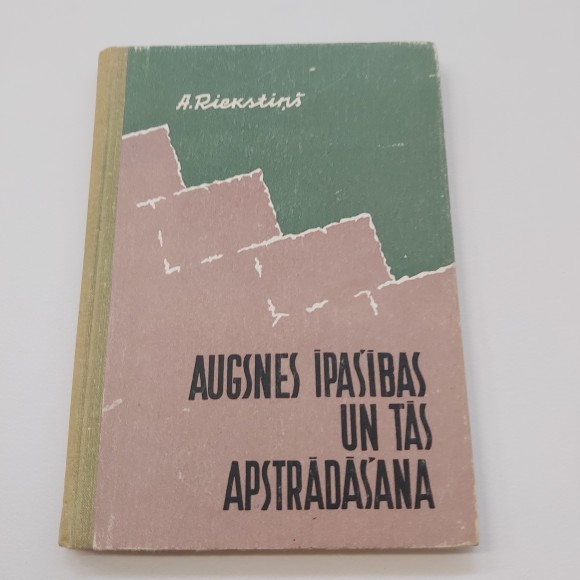 A. Riekstiņš
AUGSNES ĪPAŠĪBAS
UN TĀS
APSTRĀDĀŠANA